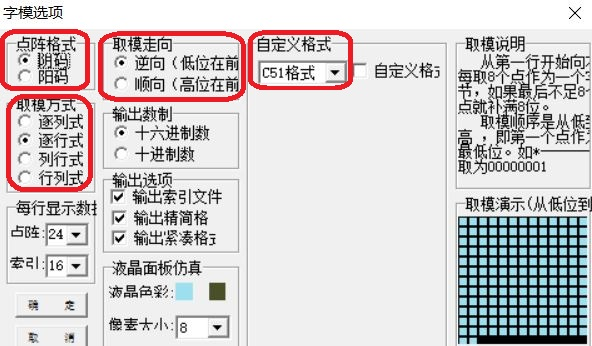 字模选项
点阵格式
阴码
阳码
取模方式
逐列式
逐行式
列行式
行列式
每行显示数据
点阵: 24
索引: 16
确 定
取 消
取模走向
逆向（低位在前
顺向（高位在前
输出数制
十六进制数
十进制数
输出选项
输出索引文件
输出精简格
输出紧凑格式
液晶面板仿真
液晶色彩:
像素大小: 8
自定义格式
C51格式
自定义格式
取模说明
从第一行开始向
每取8个点作为一个字
节，如果最后不足8个
点就补满8位。
取模顺序是从低到
高，即第一个点作为
最低位。如*------
取为00000001
取模演示(从低位到